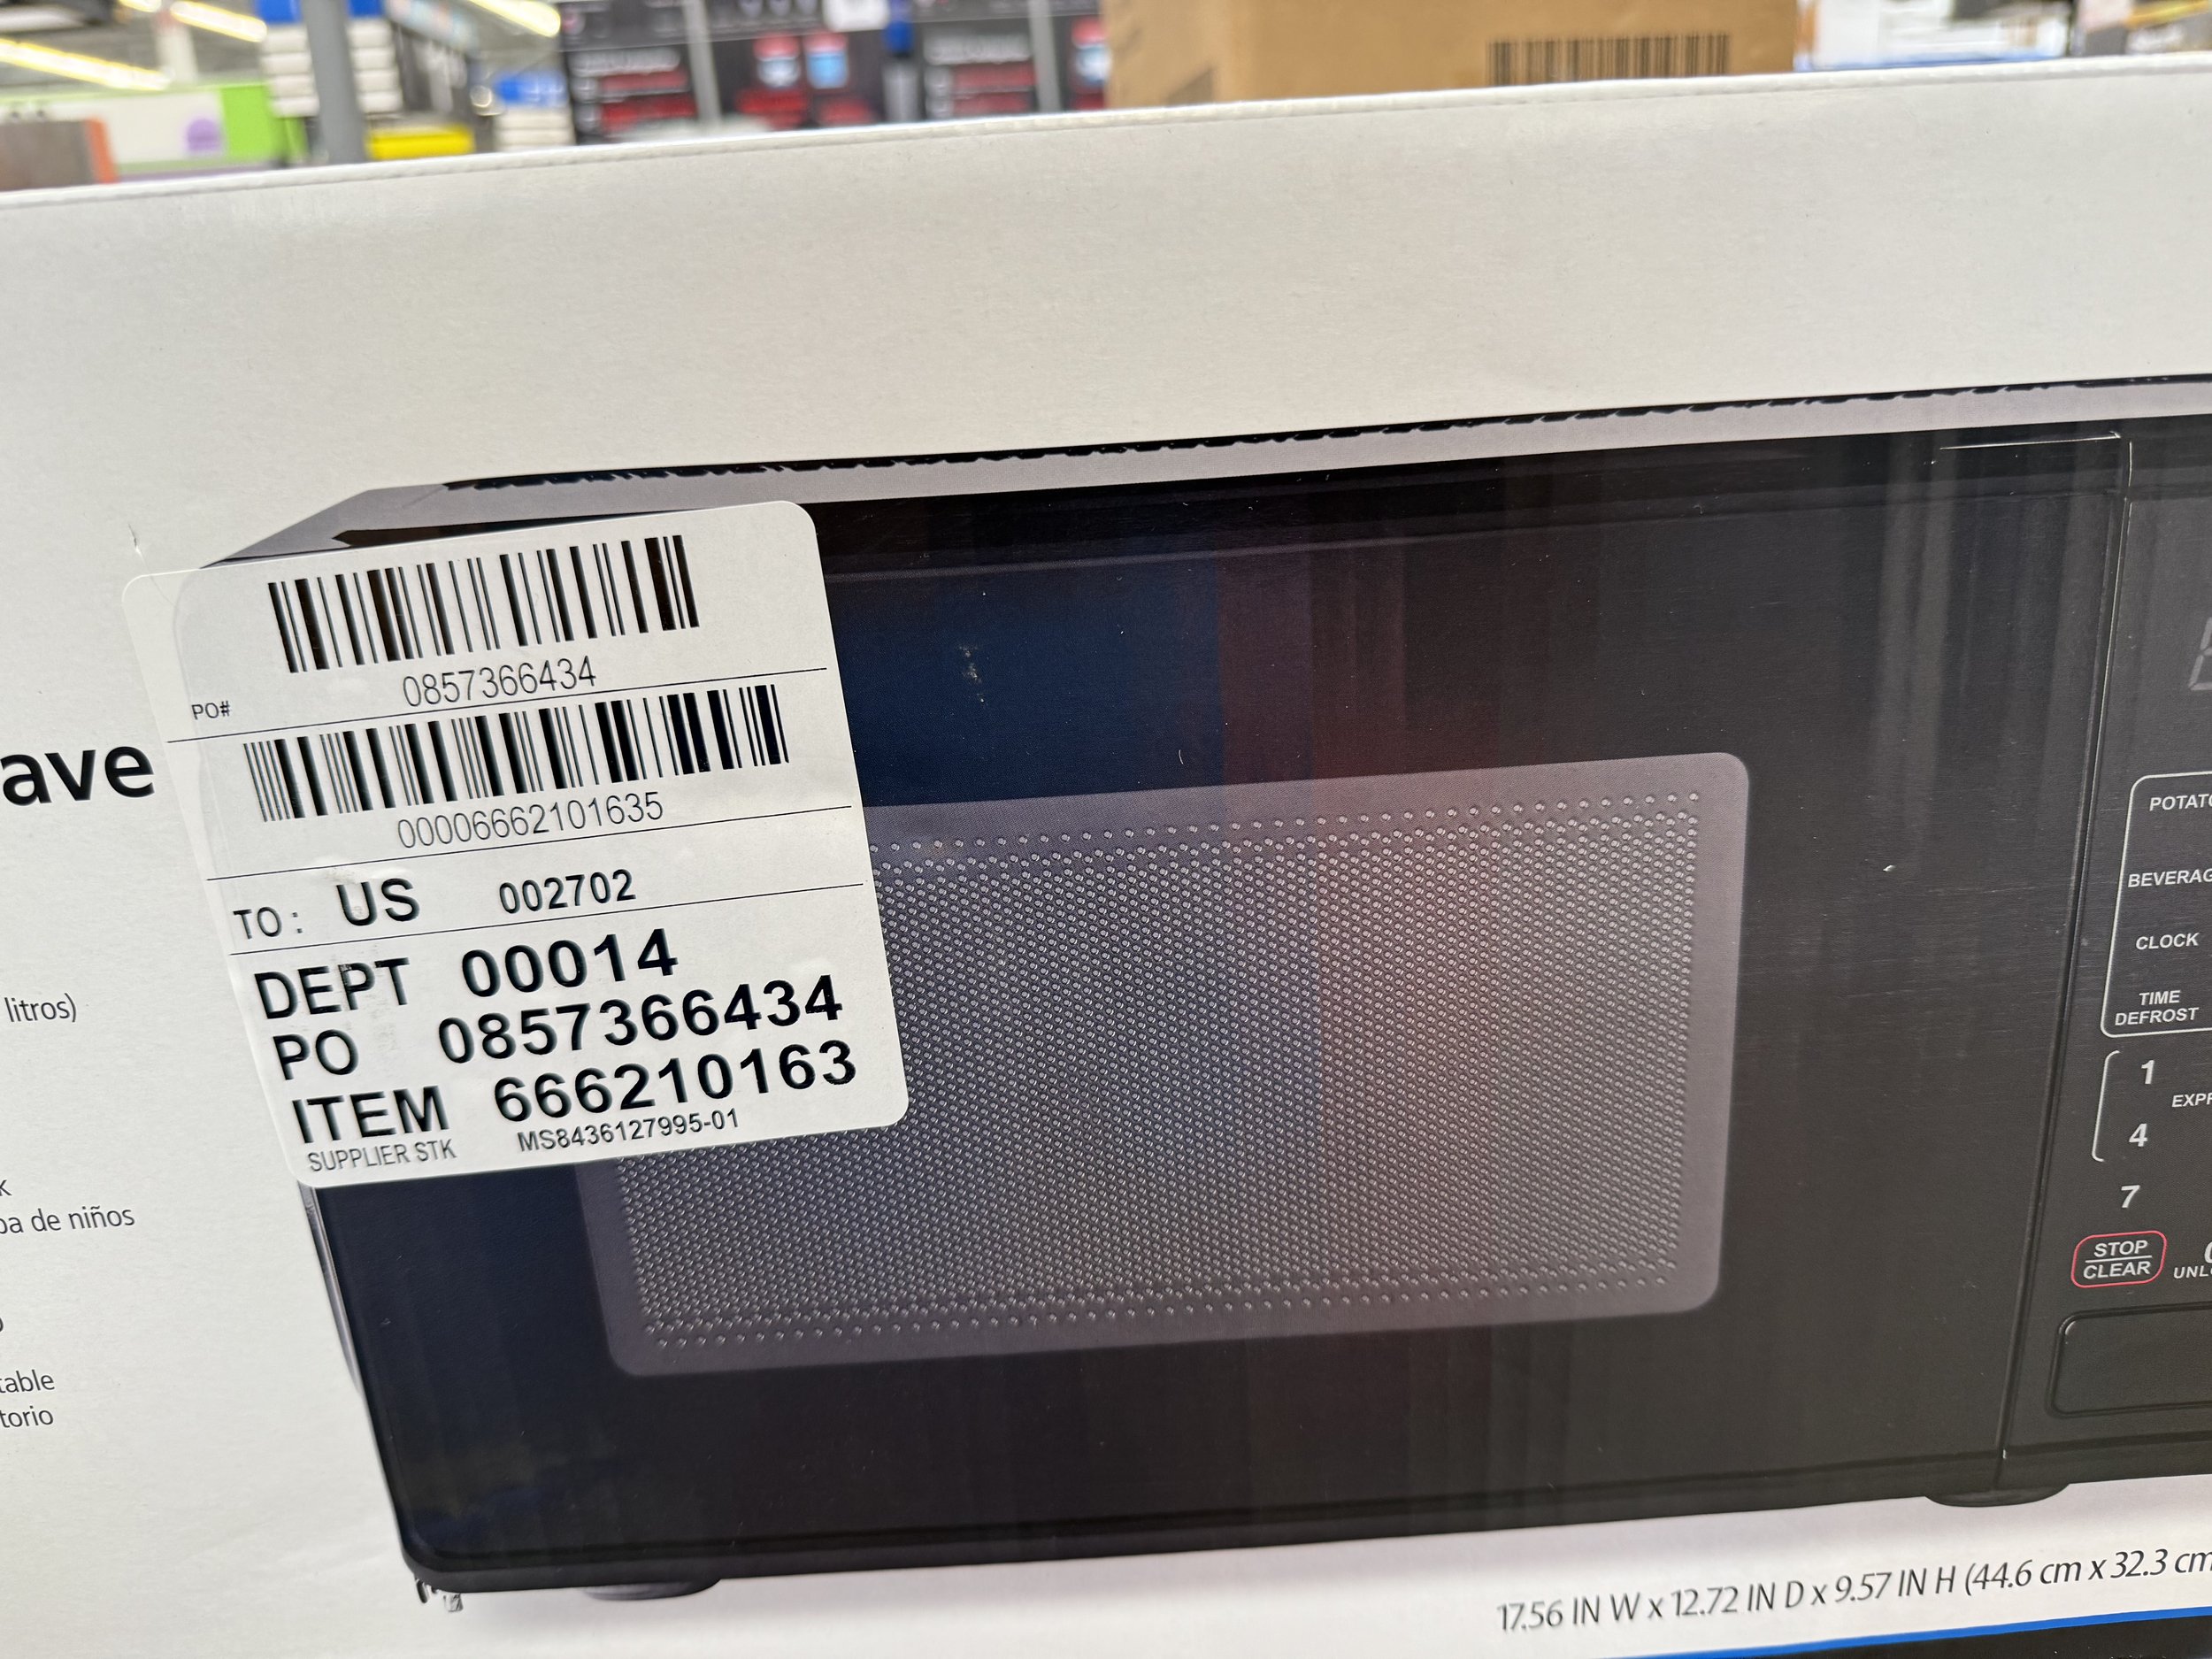 0857366434
PO#
00006662101635
TO : US 002702
DEPT 00014
PO 0857366434
ITEM 666210163
SUPPLIER STK MS8436127995-01
ave
litros)
k
pa de niños
table
torio
POTATO
BEVERAG
CLOCK
TIME
DEFROST
1
EXPR
4
7
STOP
CLEAR
UNLO
17.56 IN W x 12.72 IN D x 9.57 IN H (44.6 cm x 32.3 cm